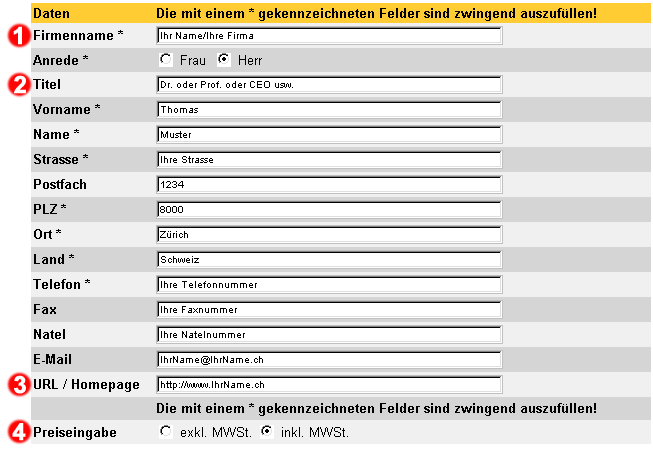 Daten Die mit einem * gekennzeichneten Felder sind zwingend auszufüllen!
1 Firmenname * Ihr Name/Ihre Firma
Anrede * Frau Herr
2 Titel Dr. oder Prof. oder CEO usw.
Vorname * Thomas
Name * Muster
Strasse * Ihre Strasse
Postfach 1234
PLZ * 8000
Ort * Zürich
Land * Schweiz
Telefon * Ihre Telefonnummer
Fax Ihre Faxnummer
Natel Ihre Natelnummer
E-Mail IhrName@IhrName.ch
3 URL / Homepage http://www.IhrName.ch
Die mit einem * gekennzeichneten Felder sind zwingend auszufüllen!
4 Preiseingabe exkl. MWSt. inkl. MWSt.